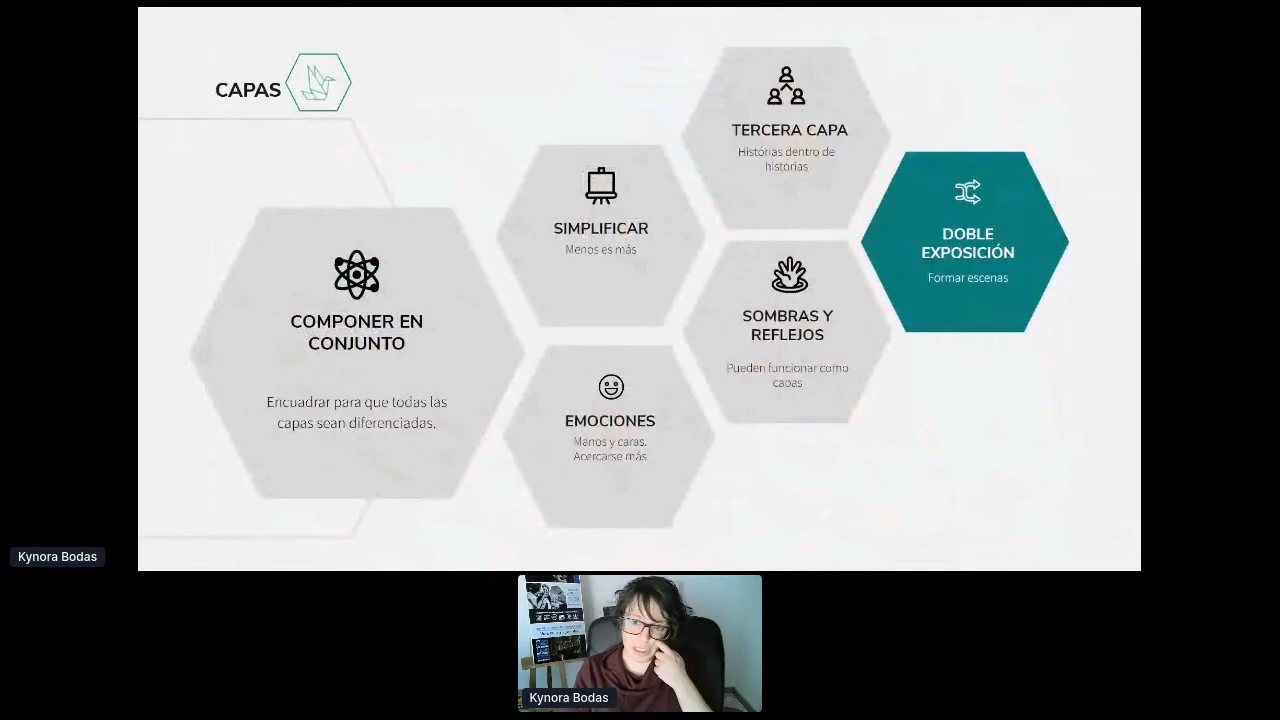 CAPAS
TERCERA CAPA
Histórias dentro de
historias
SIMPLIFICAR
Menos es más
DOBLE
EXPOSICIÓN
Formar escenas
COMPONER EN
CONJUNTO
Encuadrar para que todas las
capas sean diferenciadas.
SOMBRAS Y
REFLEJOS
Pueden funcionar como
capas
EMOCIONES
Manos y caras.
Acercarse más
Kynora Bodas
Kynora Bodas